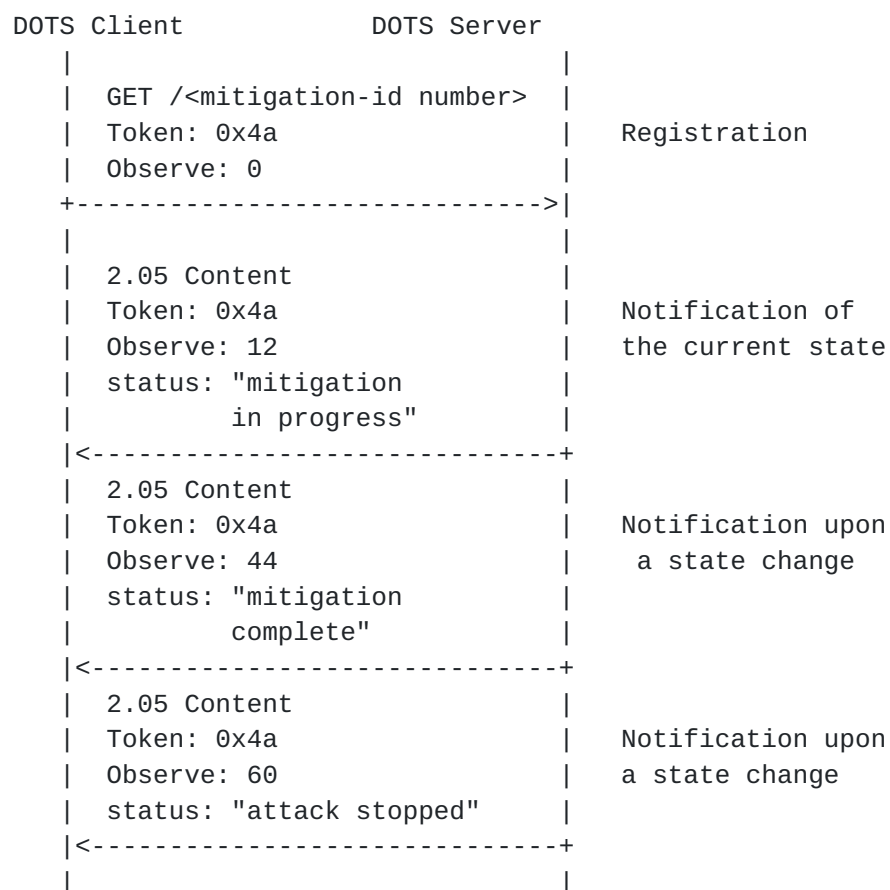 DOTS Client            DOTS Server
   |                               |
   |  GET /<mitigation-id number>  |
   |  Token: 0x4a                  |   Registration
   |  Observe: 0                   |
   +------------------------------>|
   |                               |
   |  2.05 Content                 |
   |  Token: 0x4a                  |   Notification of
   |  Observe: 12                  |   the current state
   |  status: "mitigation          |
   |          in progress"         |
   |<------------------------------+
   |  2.05 Content                 |
   |  Token: 0x4a                  |   Notification upon
   |  Observe: 44                  |    a state change
   |  status: "mitigation          |
   |          complete"            |
   |<------------------------------+
   |  2.05 Content                 |
   |  Token: 0x4a                  |   Notification upon
   |  Observe: 60                  |   a state change
   |  status: "attack stopped"     |
   |<------------------------------+
   |                               |